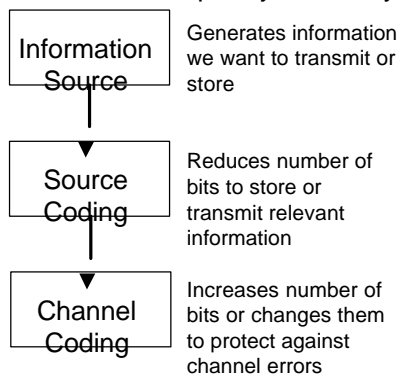 Information
Source
Generates information
we want to transmit or
store
Source
Coding
Reduces number of
bits to store or
transmit relevant
information
Channel
Coding
Increases number of
bits or changes them
to protect against
channel errors